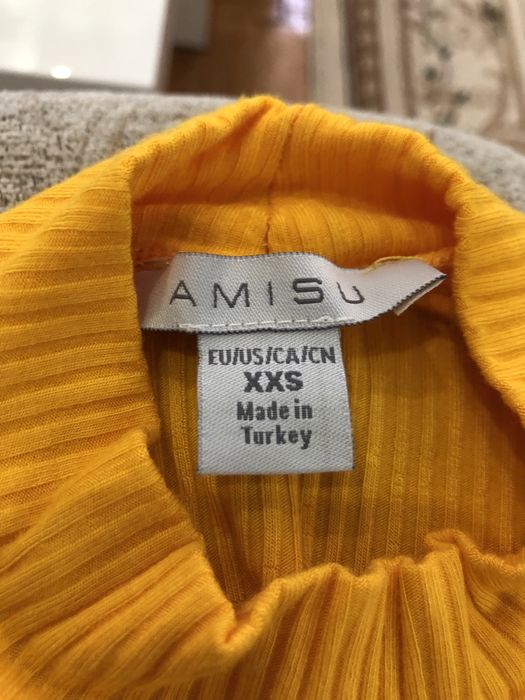 AMISU
EU/US/CA/CN
XXS
Made in
Turkey